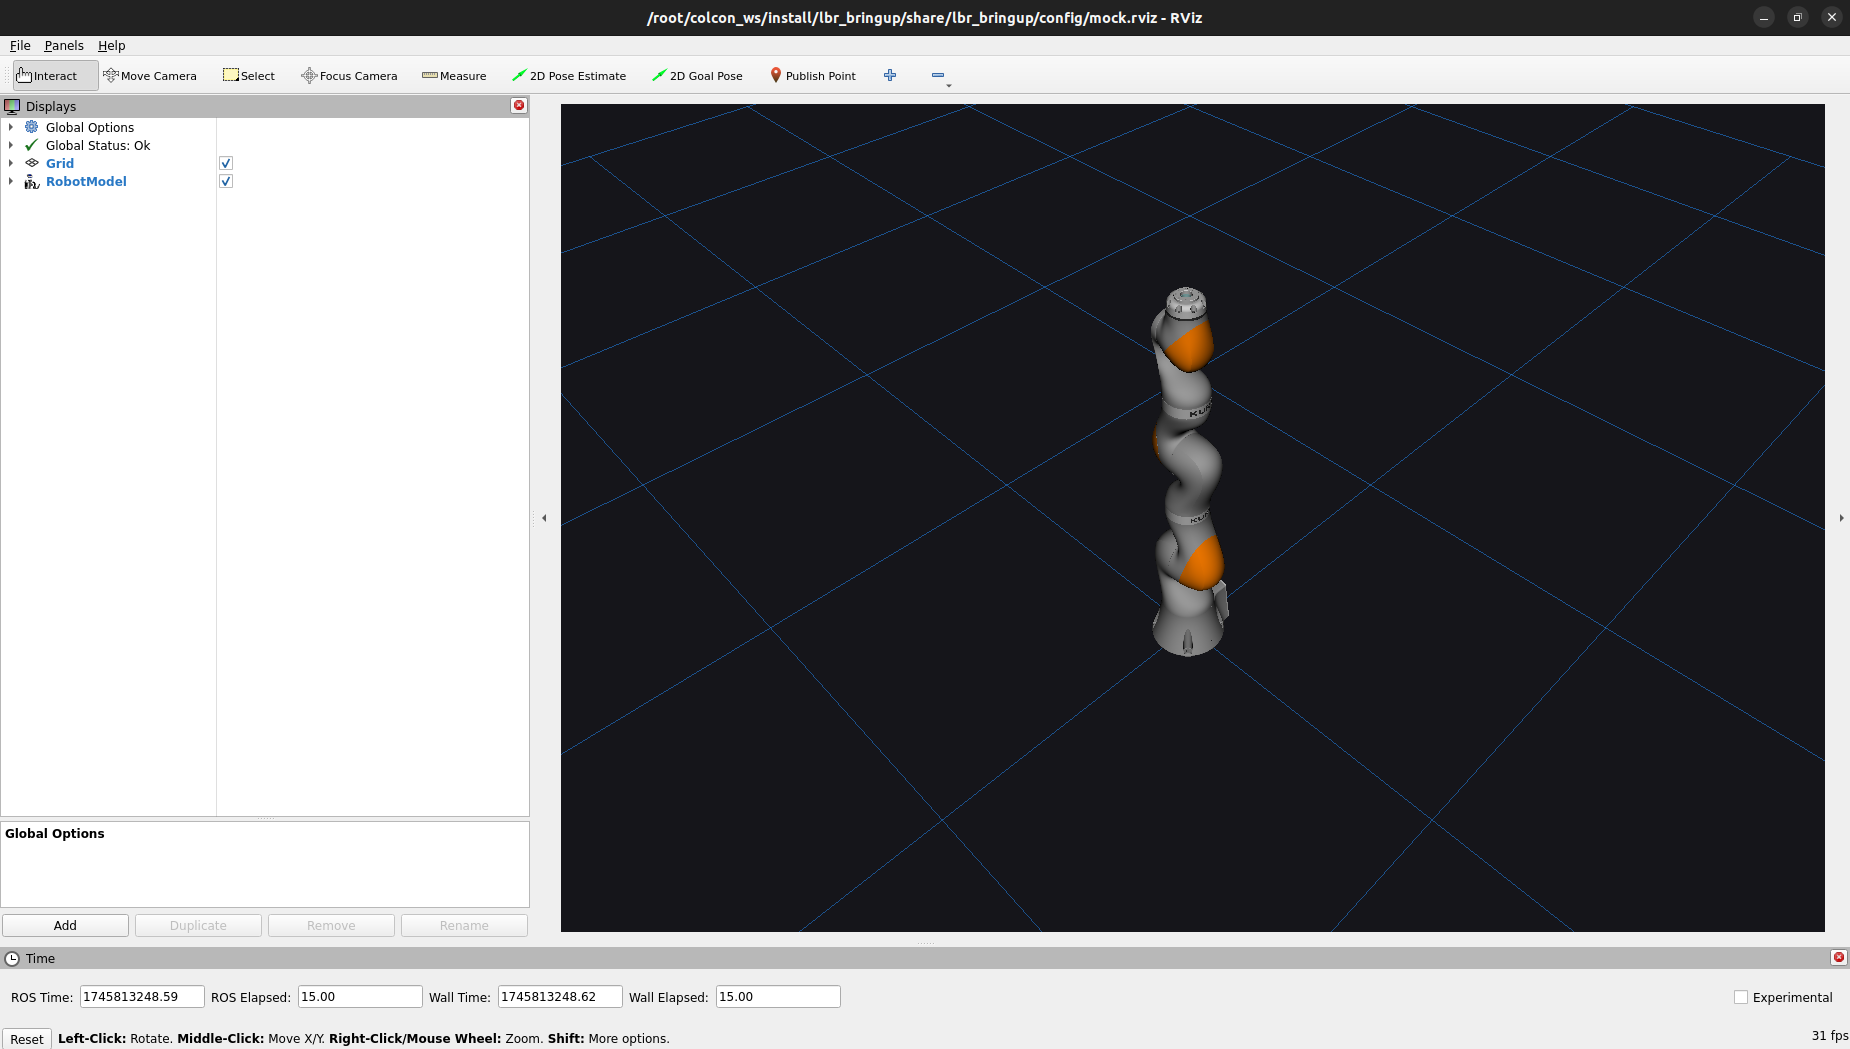 /root/colcon_ws/install/lbr_bringup/share/lbr_bringup/config/mock.rviz - RViz
File Panels Help
Interact Move Camera Select Focus Camera Measure 2D Pose Estimate 2D Goal Pose Publish Point
Displays
Global Options
Global Status: Ok
Grid
RobotModel
Global Options
Add Duplicate Remove Rename
Time
ROS Time: 1745813248.59 ROS Elapsed: 15.00 Wall Time: 1745813248.62 Wall Elapsed: 15.00 Experimental
Reset Left-Click: Rotate. Middle-Click: Move X/Y. Right-Click/Mouse Wheel: Zoom. Shift: More options. 31 fps